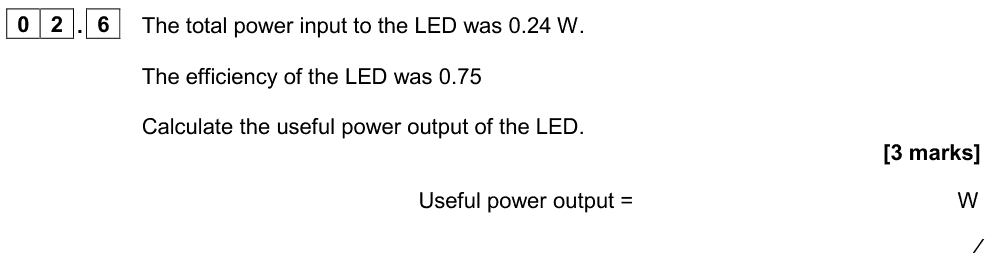 0 2 . 6 The total power input to the LED was 0.24 W.
The efficiency of the LED was 0.75
Calculate the useful power output of the LED.
[3 marks]
Useful power output = W